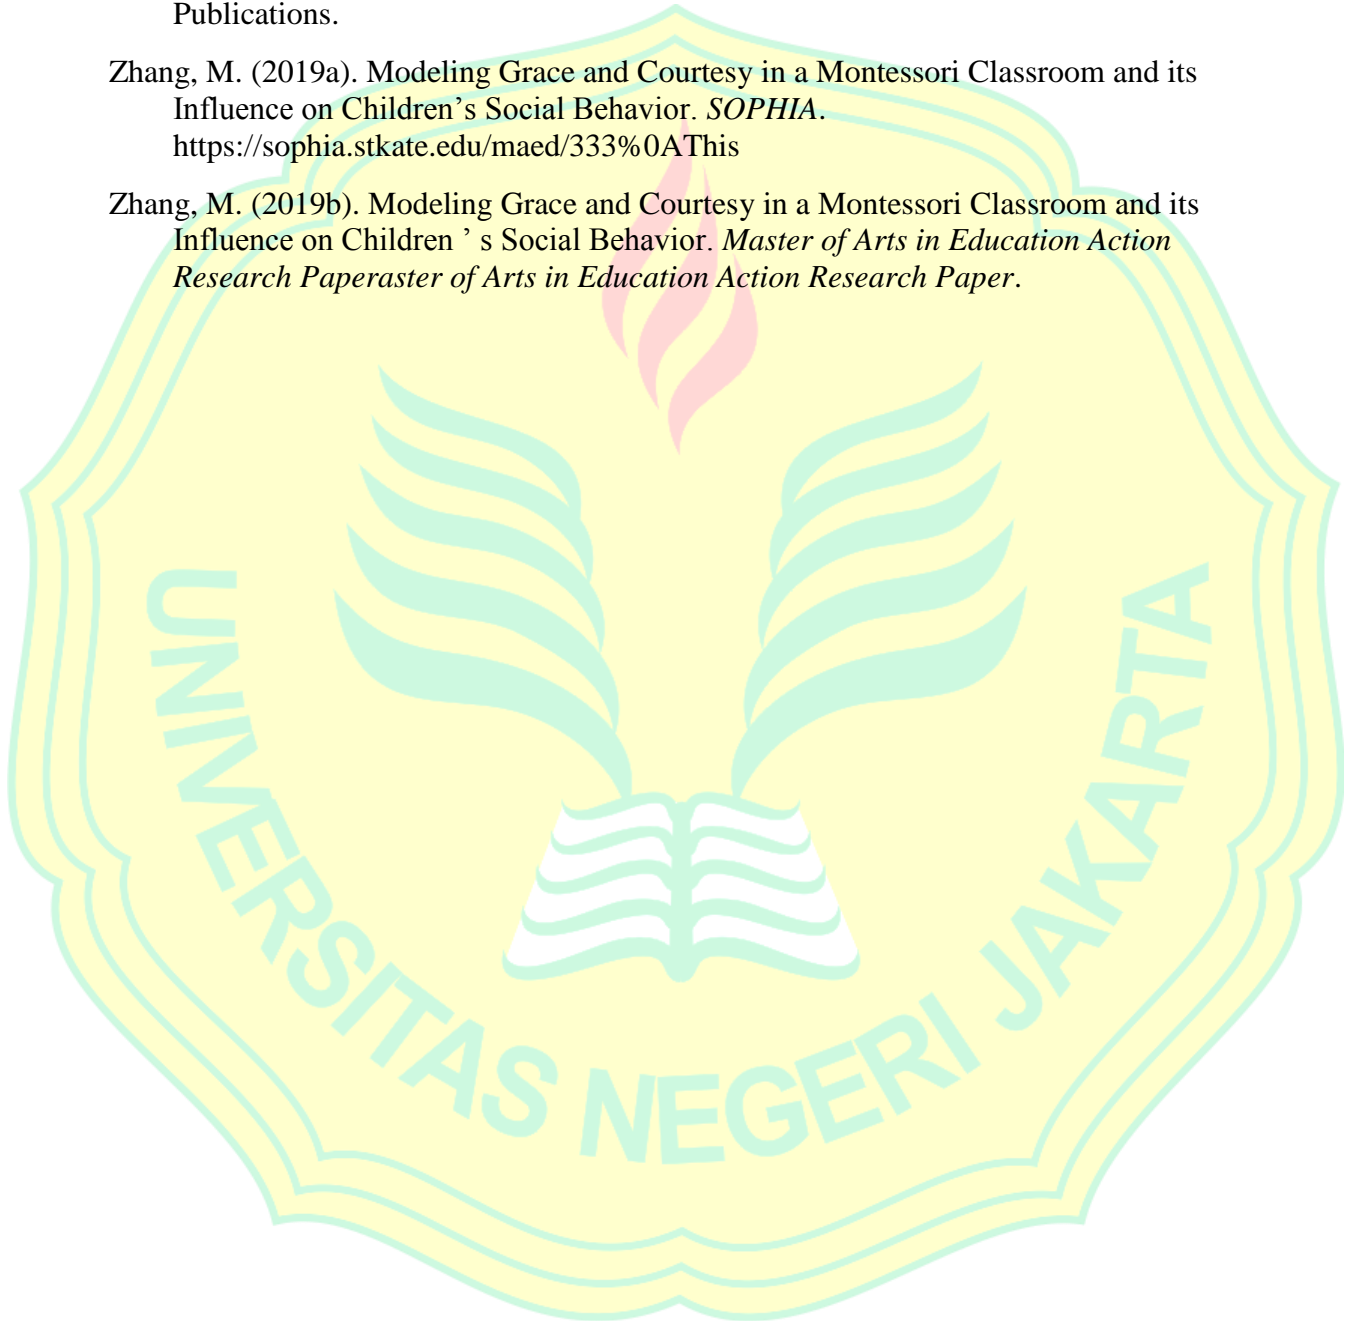 Publications.
Zhang, M. (2019a). Modeling Grace and Courtesy in a Montessori Classroom and its
Influence on Children’s Social Behavior. SOPHIA.
https://sophia.stkate.edu/maed/333%0AThis
Zhang, M. (2019b). Modeling Grace and Courtesy in a Montessori Classroom and its
Influence on Children ’ s Social Behavior. Master of Arts in Education Action
Research Paperaster of Arts in Education Action Research Paper.
UNIVERSITAS NEGERI JAKARTA